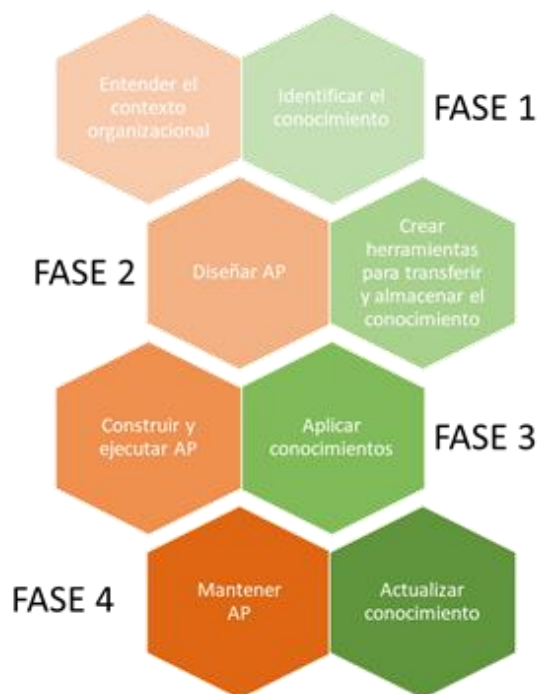 Entender el
contexto
organizacional
Identificar el
conocimiento
FASE 1
FASE 2
Diseñar AP
Crear
herramientas
para transferir
y almacenar el
conocimiento
Construir y
ejecutar AP
Aplicar
conocimientos
FASE 3
FASE 4
Mantener
AP
Actualizar
conocimiento